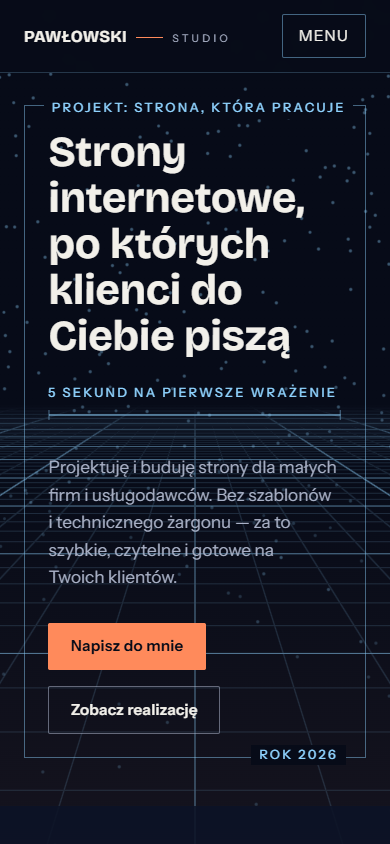 PAWŁOWSKI STUDIO
MENU
PROJEKT: STRONA, KTÓRA PRACUJE
Strony
internetowe,
po których
klienci do
Ciebie piszą
5 SEKUND NA PIERWSZE WRAŻENIE
Projektuję i buduję strony dla małych
firm i usługodawców. Bez szablonów
i technicznego żargonu — za to
szybkie, czytelne i gotowe na
Twoich klientów.
Napisz do mnie
Zobacz realizację
ROK 2026